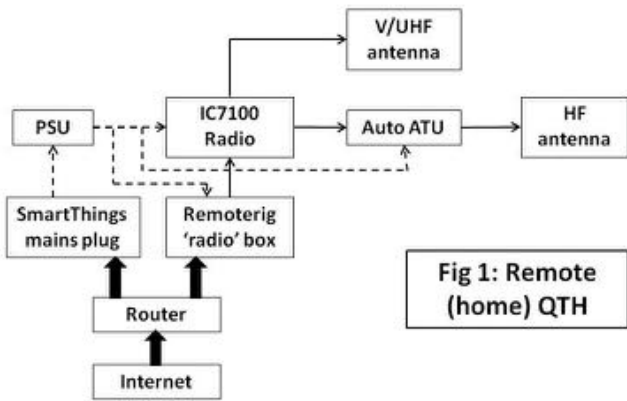 V/UHF
antenna
PSU
IC7100
Radio
Auto ATU
HF
antenna
SmartThings
mains plug
Remoterig
‘radio’ box
Fig 1: Remote
(home) QTH
Router
Internet